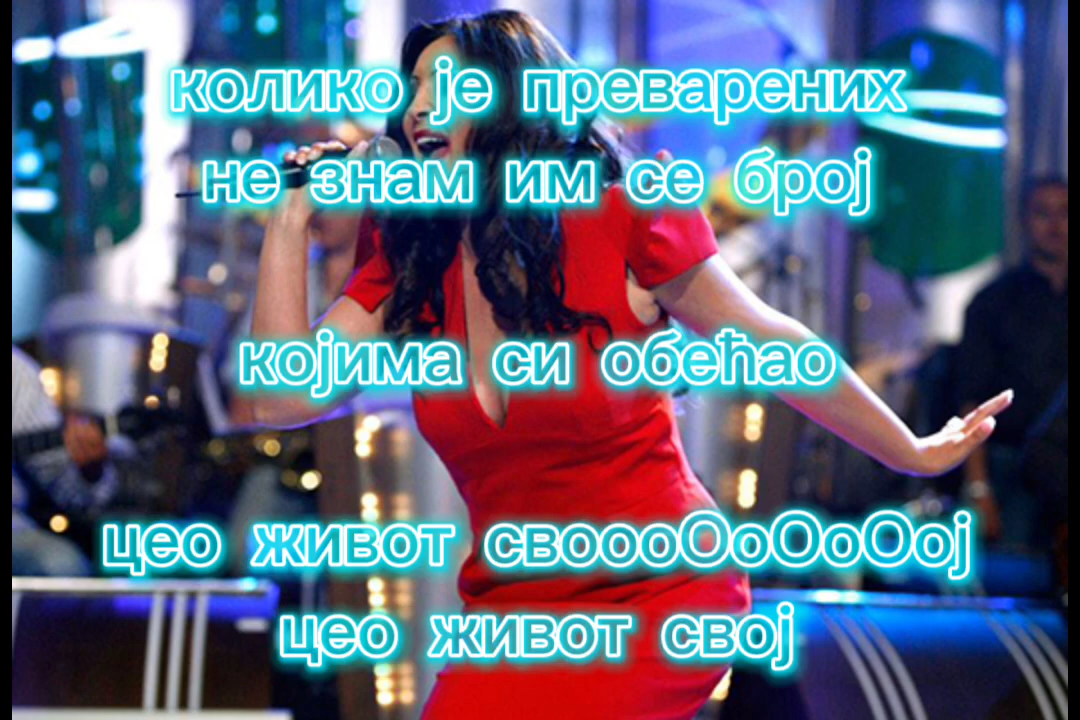 колико је преварених
не знам им се број
којима си обећао
цео живот своооОоОоОој
цео живот свој